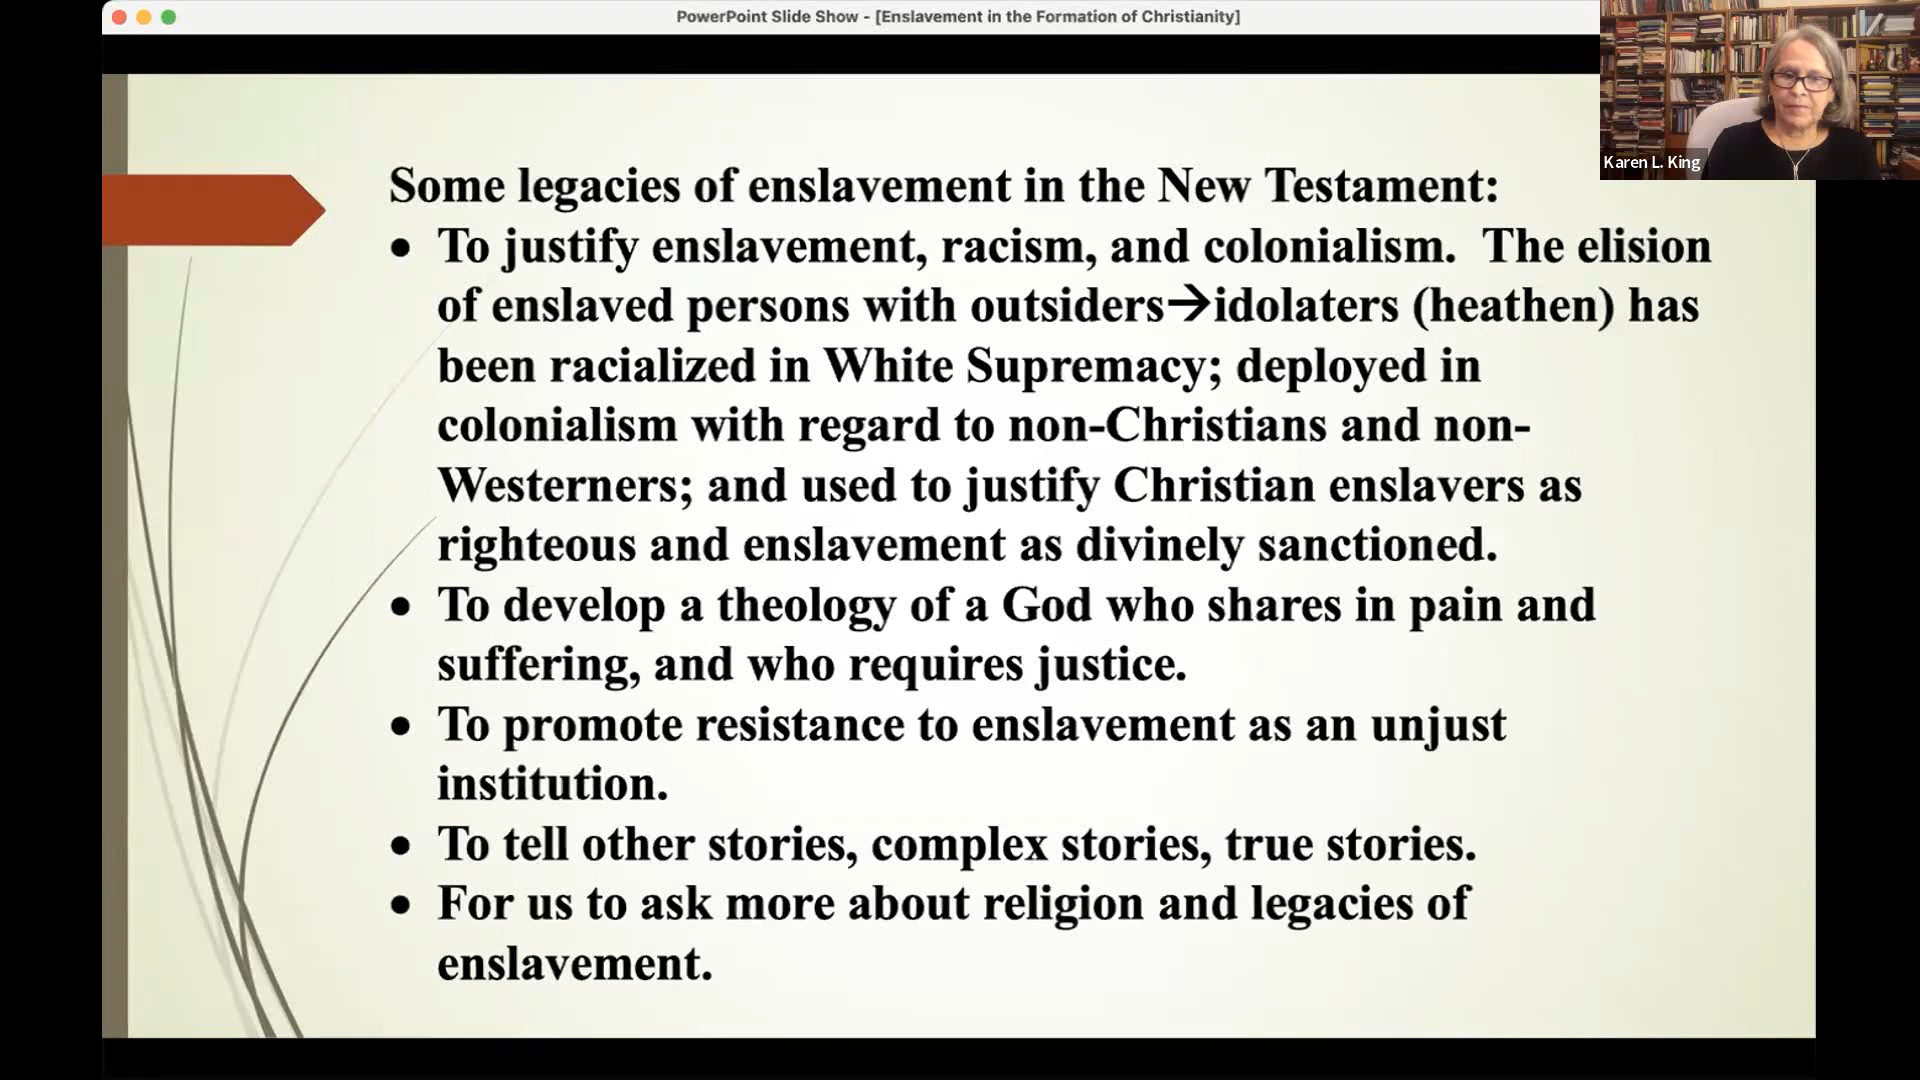 PowerPoint Slide Show - [Enslavement in the Formation of Christianity]
Karen L. King
Some legacies of enslavement in the New Testament:
• To justify enslavement, racism, and colonialism.  The elision
of enslaved persons with outsiders→idolaters (heathen) has
been racialized in White Supremacy; deployed in
colonialism with regard to non-Christians and non-
Westerners; and used to justify Christian enslavers as
righteous and enslavement as divinely sanctioned.
• To develop a theology of a God who shares in pain and
suffering, and who requires justice.
• To promote resistance to enslavement as an unjust
institution.
• To tell other stories, complex stories, true stories.
• For us to ask more about religion and legacies of
enslavement.